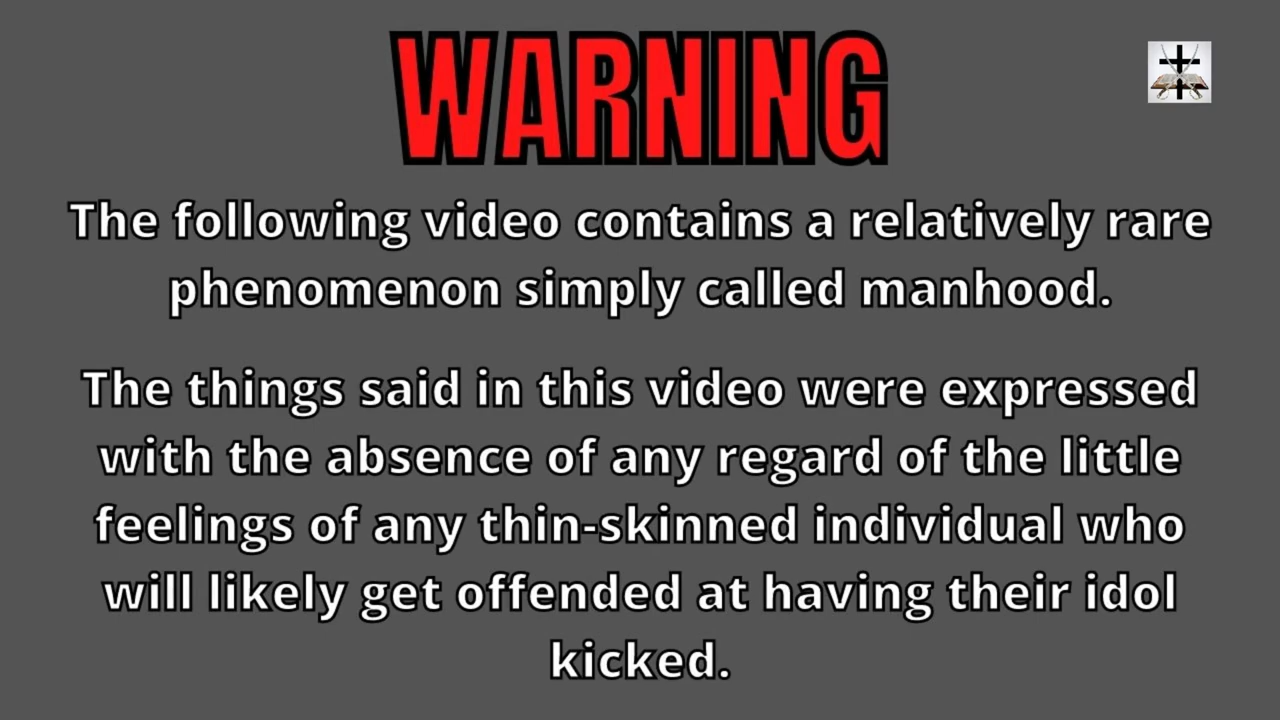 WARNING
The following video contains a relatively rare
phenomenon simply called manhood.
The things said in this video were expressed
with the absence of any regard of the little
feelings of any thin-skinned individual who
will likely get offended at having their idol
kicked.